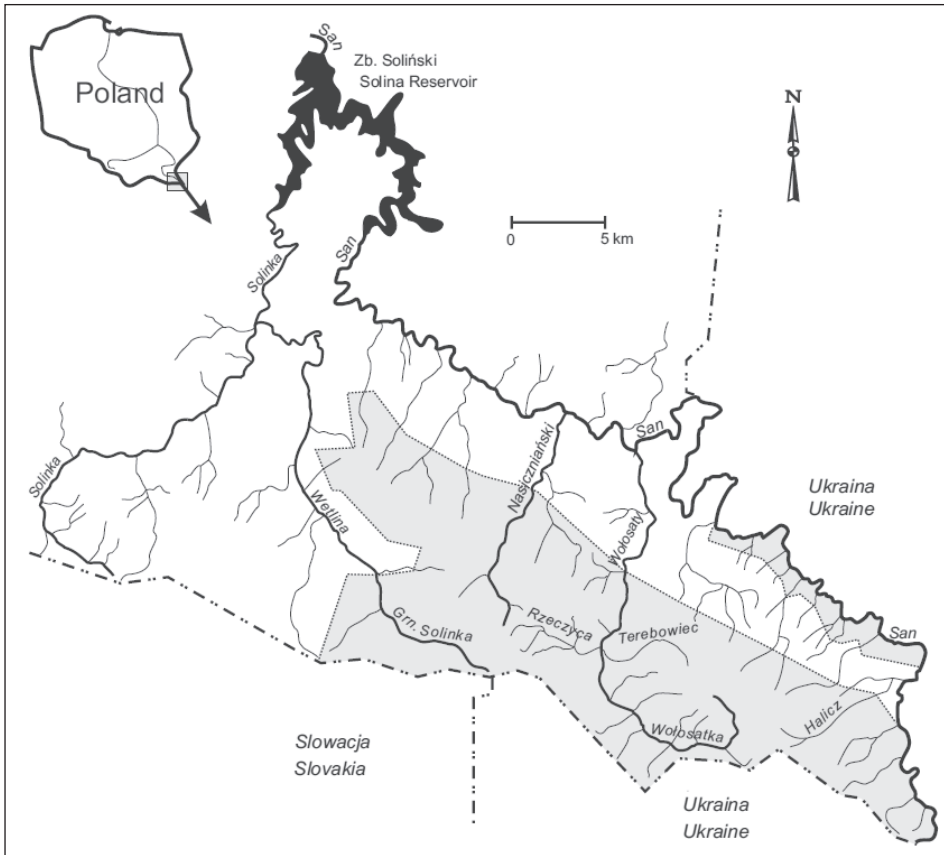 San
Zb. Soliński
Solina Reservoir
Poland
N
0
5 km
Solinka
San
Solinka
San
Nasiczniański
Ukraina
Ukraine
Wetlina
Wołosaty
Grn. Solinka
Rzeczyca
Terebowiec
San
Halicz
Wołosatka
Słowacja
Slovakia
Ukraina
Ukraine